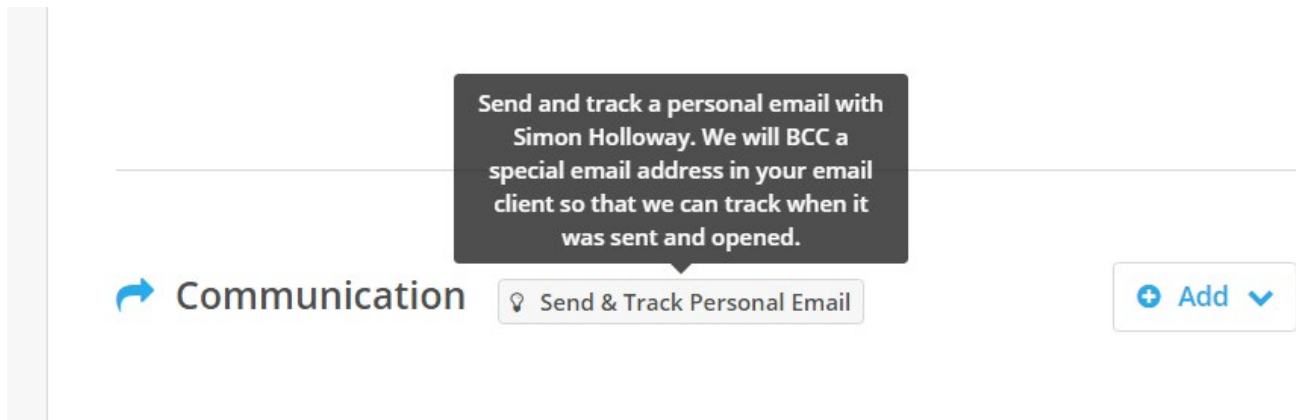 Send and track a personal email with
Simon Holloway. We will BCC a
special email address in your email
client so that we can track when it
was sent and opened.
Communication Send & Track Personal Email Add